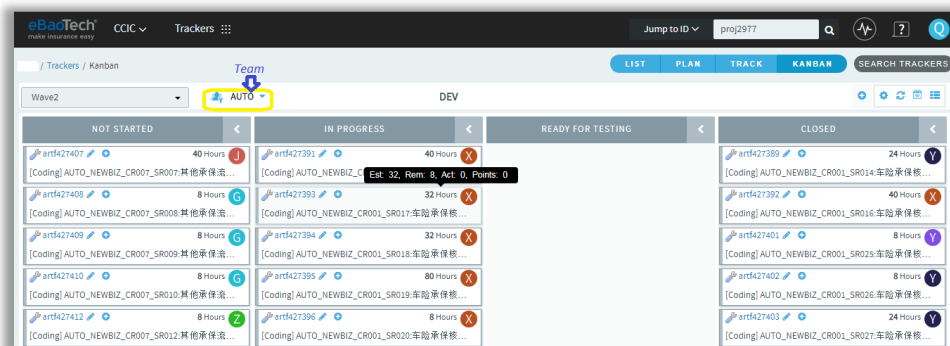 eBaoTech®
make insurance easy
CCIC
Trackers
Jump to ID
proj2977
Q
/ Trackers / Kanban
Team
LIST
PLAN
TRACK
KANBAN
SEARCH TRACKERS
Wave2
AUTO
DEV
NOT STARTED
IN PROGRESS
READY FOR TESTING
CLOSED
artf427407
40 Hours
J
[Coding] AUTO_NEWBIZ_CR007_SR007:其他承保流...
artf427391
40 Hours
X
[Coding] AUTO_NEWBIZ_C
Est: 32, Rem: 8, Act: 0, Points: 0
artf427389
24 Hours
Y
[Coding] AUTO_NEWBIZ_CR001_SR014:车险承保核...
artf427408
8 Hours
G
[Coding] AUTO_NEWBIZ_CR007_SR008:其他承保流...
artf427393
32 Hours
X
[Coding] AUTO_NEWBIZ_CR001_SR017:车险承保核...
artf427392
40 Hours
X
[Coding] AUTO_NEWBIZ_CR001_SR016:车险承保核...
artf427409
8 Hours
G
[Coding] AUTO_NEWBIZ_CR007_SR009:其他承保流...
artf427394
32 Hours
X
[Coding] AUTO_NEWBIZ_CR001_SR018:车险承保核...
artf427401
8 Hours
Y
[Coding] AUTO_NEWBIZ_CR001_SR025:车险承保核...
artf427410
8 Hours
G
[Coding] AUTO_NEWBIZ_CR007_SR010:其他承保流...
artf427395
80 Hours
X
[Coding] AUTO_NEWBIZ_CR001_SR019:车险承保核...
artf427402
8 Hours
Y
[Coding] AUTO_NEWBIZ_CR001_SR026:车险承保核...
artf427412
8 Hours
Z
[Coding] AUTO_NEWBIZ_CR007_SR012:其他承保流...
artf427396
8 Hours
X
[Coding] AUTO_NEWBIZ_CR001_SR020:车险承保核...
artf427403
24 Hours
Y
[Coding] AUTO_NEWBIZ_CR001_SR027:车险承保核...